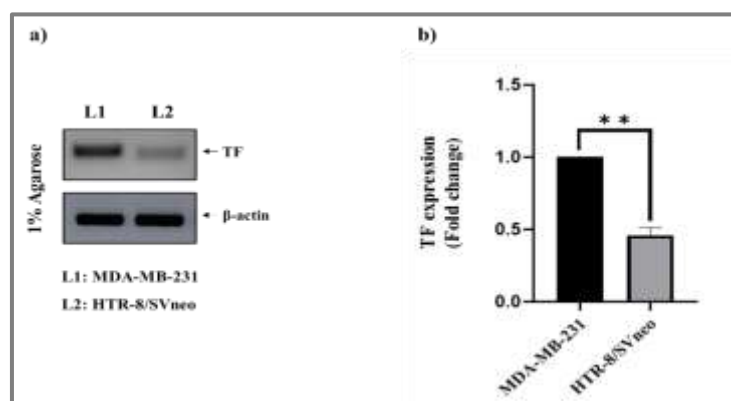 a)
L1 L2
1% Agarose
← TF
← β-actin
L1: MDA-MB-231
L2: HTR-8/SVneo
b)
TF expression
(Fold change)
1.5
1.0
0.5
0.0
* *
MDA-MB-231
HTR-8/SVneo